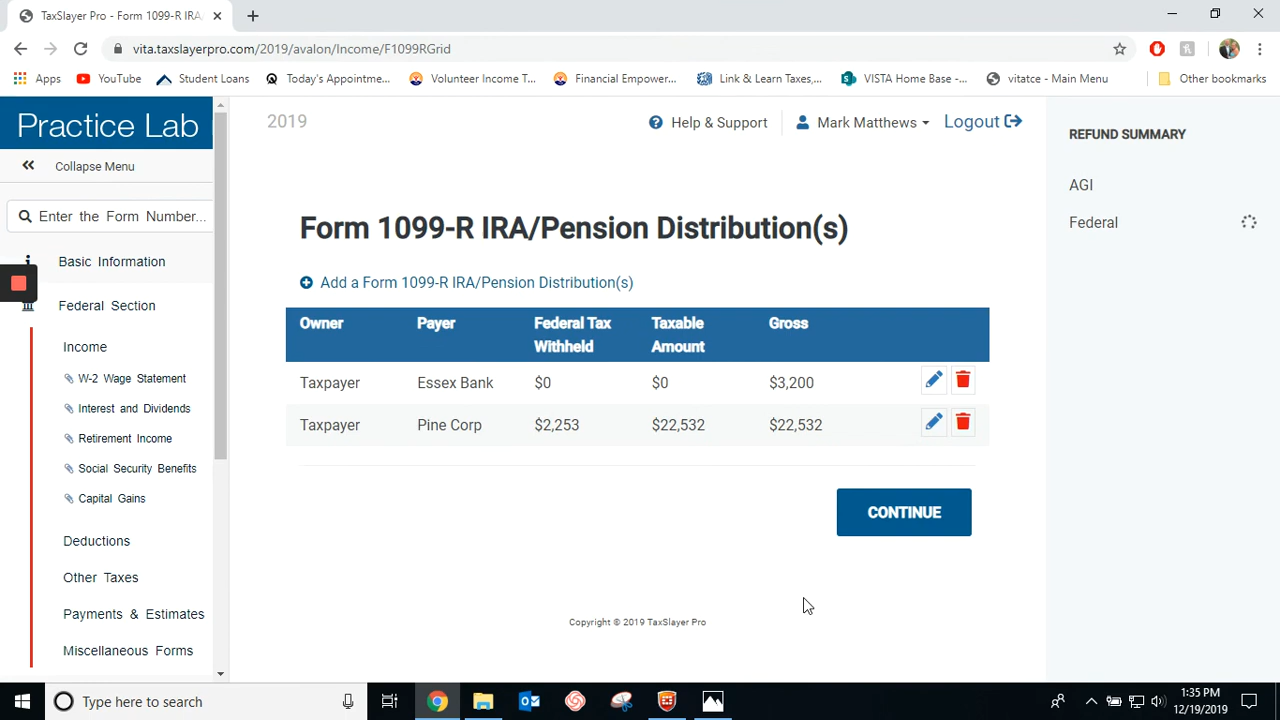 TaxSlayer Pro - Form 1099-R IRA/
vita.taxslayerpro.com/2019/avalon/Income/F1099RGrid
Apps YouTube Student Loans Today's Appointme... Volunteer Income T... Financial Empower... Link & Learn Taxes,... VISTA Home Base -... vitatce - Main Menu Other bookmarks
Practice Lab
Collapse Menu
Enter the Form Number...
Basic Information
Federal Section
Income
W-2 Wage Statement
Interest and Dividends
Retirement Income
Social Security Benefits
Capital Gains
Deductions
Other Taxes
Payments & Estimates
Miscellaneous Forms
2019 Help & Support Mark Matthews Logout
Form 1099-R IRA/Pension Distribution(s)
Add a Form 1099-R IRA/Pension Distribution(s)
Owner Payer Federal Tax Withheld Taxable Amount Gross
Taxpayer Essex Bank $0 $0 $3,200
Taxpayer Pine Corp $2,253 $22,532 $22,532
CONTINUE
Copyright © 2019 TaxSlayer Pro
REFUND SUMMARY
AGI
Federal
Type here to search
1:35 PM
12/19/2019